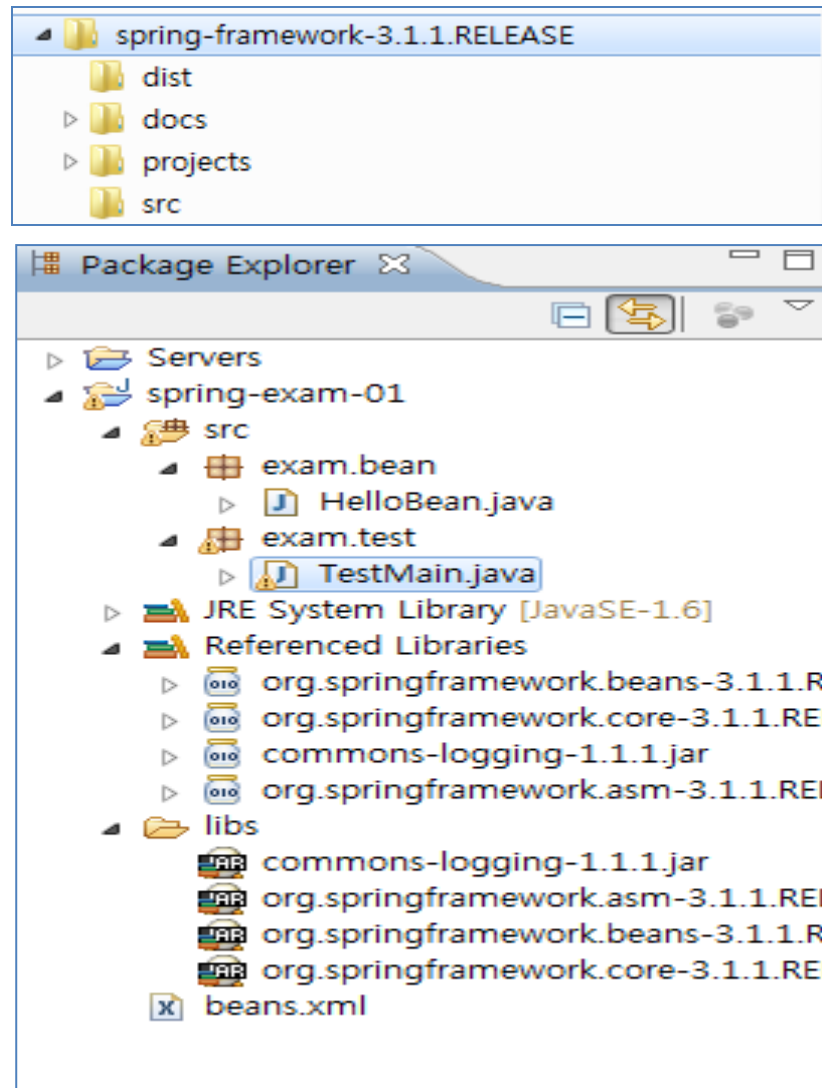 spring-framework-3.1.1.RELEASE
dist
docs
projects
src
Package Explorer
Servers
spring-exam-01
src
exam.bean
HelloBean.java
exam.test
TestMain.java
JRE System Library [JavaSE-1.6]
Referenced Libraries
org.springframework.beans-3.1.1.R
org.springframework.core-3.1.1.RE
commons-logging-1.1.1.jar
org.springframework.asm-3.1.1.REI
libs
commons-logging-1.1.1.jar
org.springframework.asm-3.1.1.REI
org.springframework.beans-3.1.1.R
org.springframework.core-3.1.1.RE
beans.xml